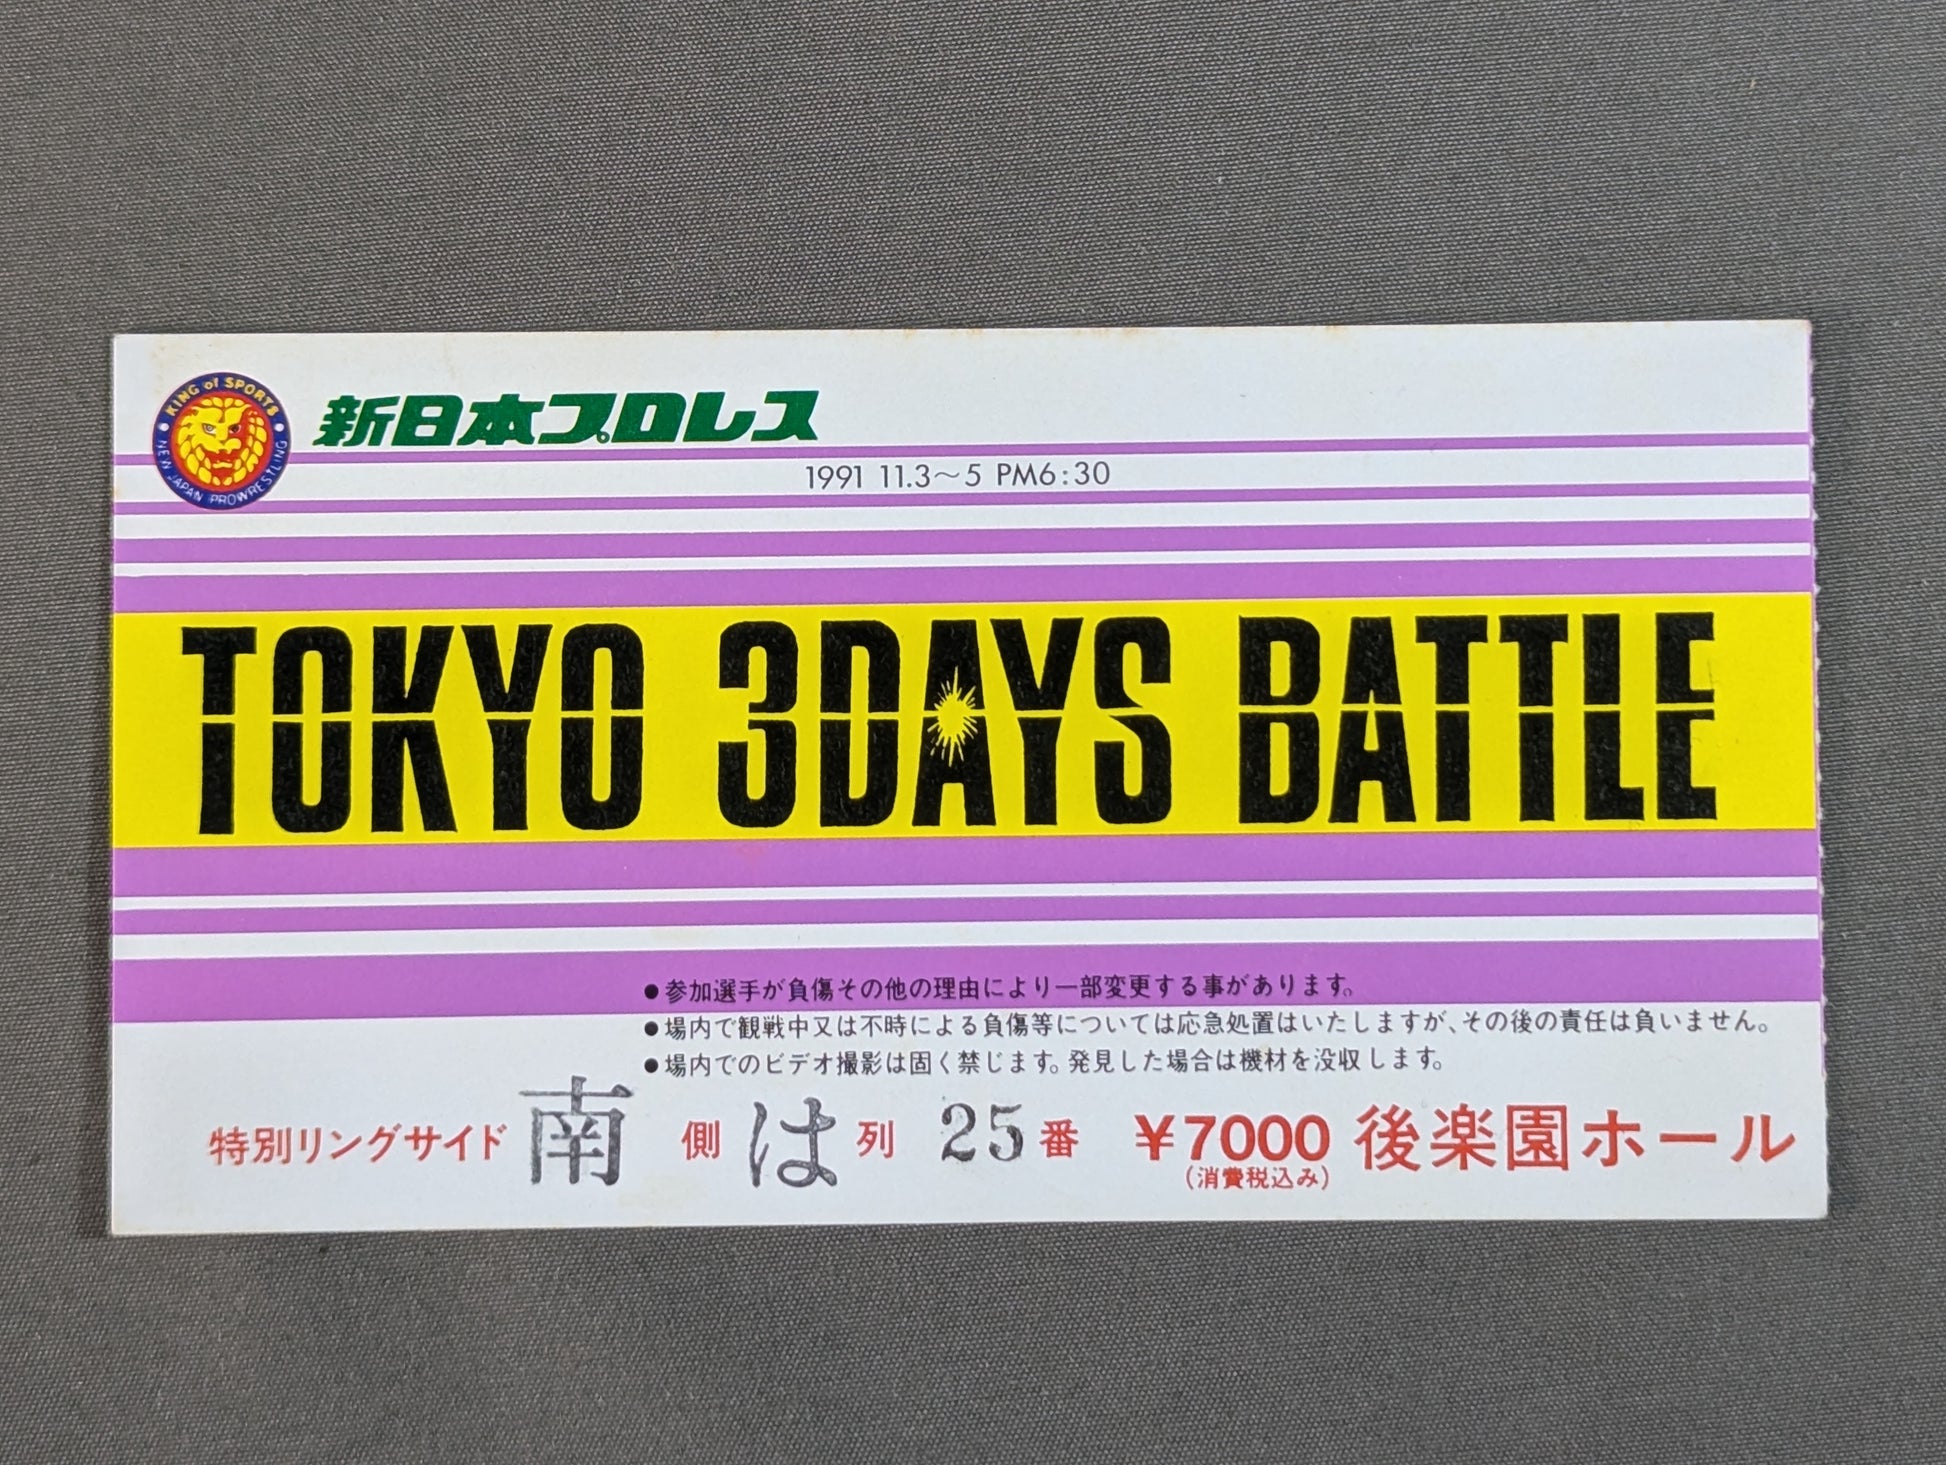 KING of SPORTS
NEW JAPAN PROWRESTLING
新日本プロレス
1991 11.3～5 PM6:30
TOKYO 3DAYS BATTLE
●参加選手が負傷その他の理由により一部変更する事があります。
●場内で観戦中又は不時による負傷等については応急処置はいたしますが、その後の責任は負いません。
●場内でのビデオ撮影は固く禁じます。発見した場合は機材を没収します。
特別リングサイド 南 側 は 列 25 番 ¥7000 後楽園ホール
(消費税込み)